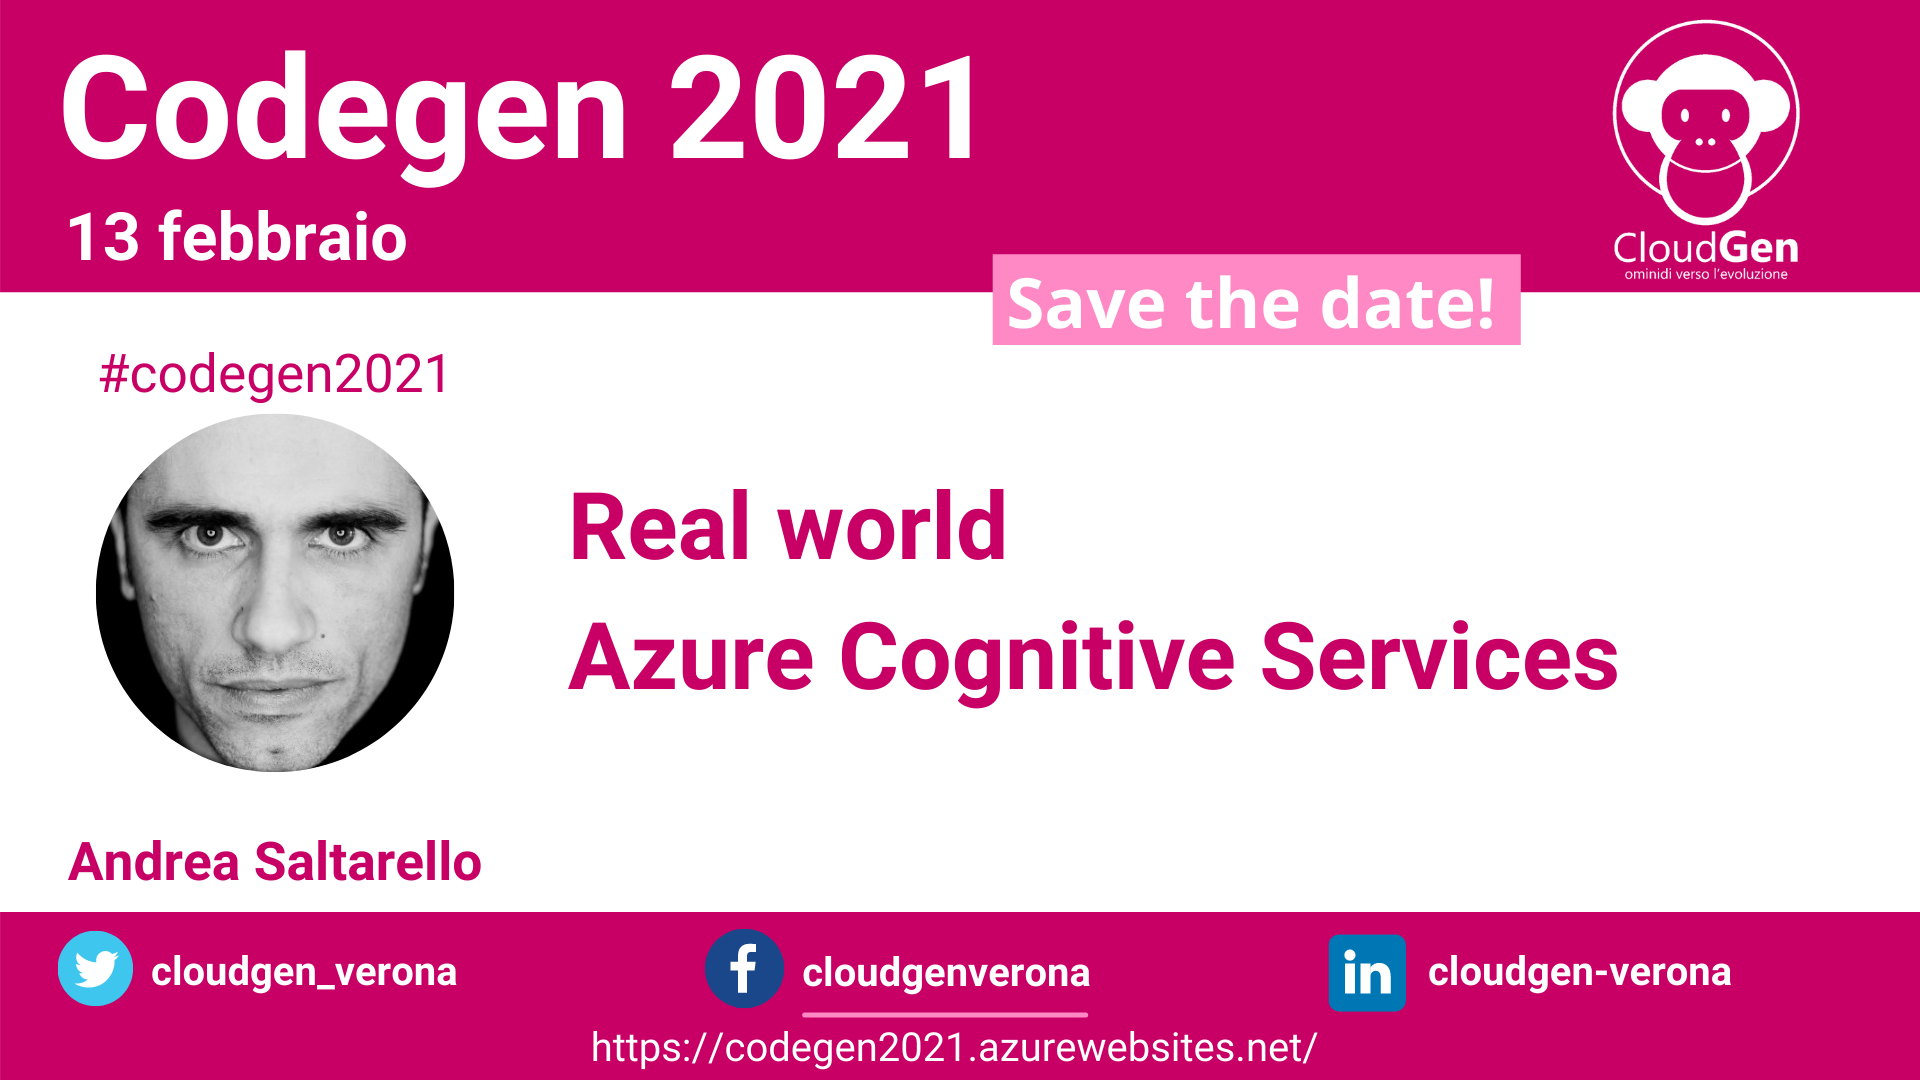 Codegen 2021
13 febbraio
CloudGen
ominidi verso l'evoluzione
Save the date!
#codegen2021
Real world
Azure Cognitive Services
Andrea Saltarello
cloudgen_verona
cloudgenverona
in
cloudgen-verona
https://codegen2021.azurewebsites.net/